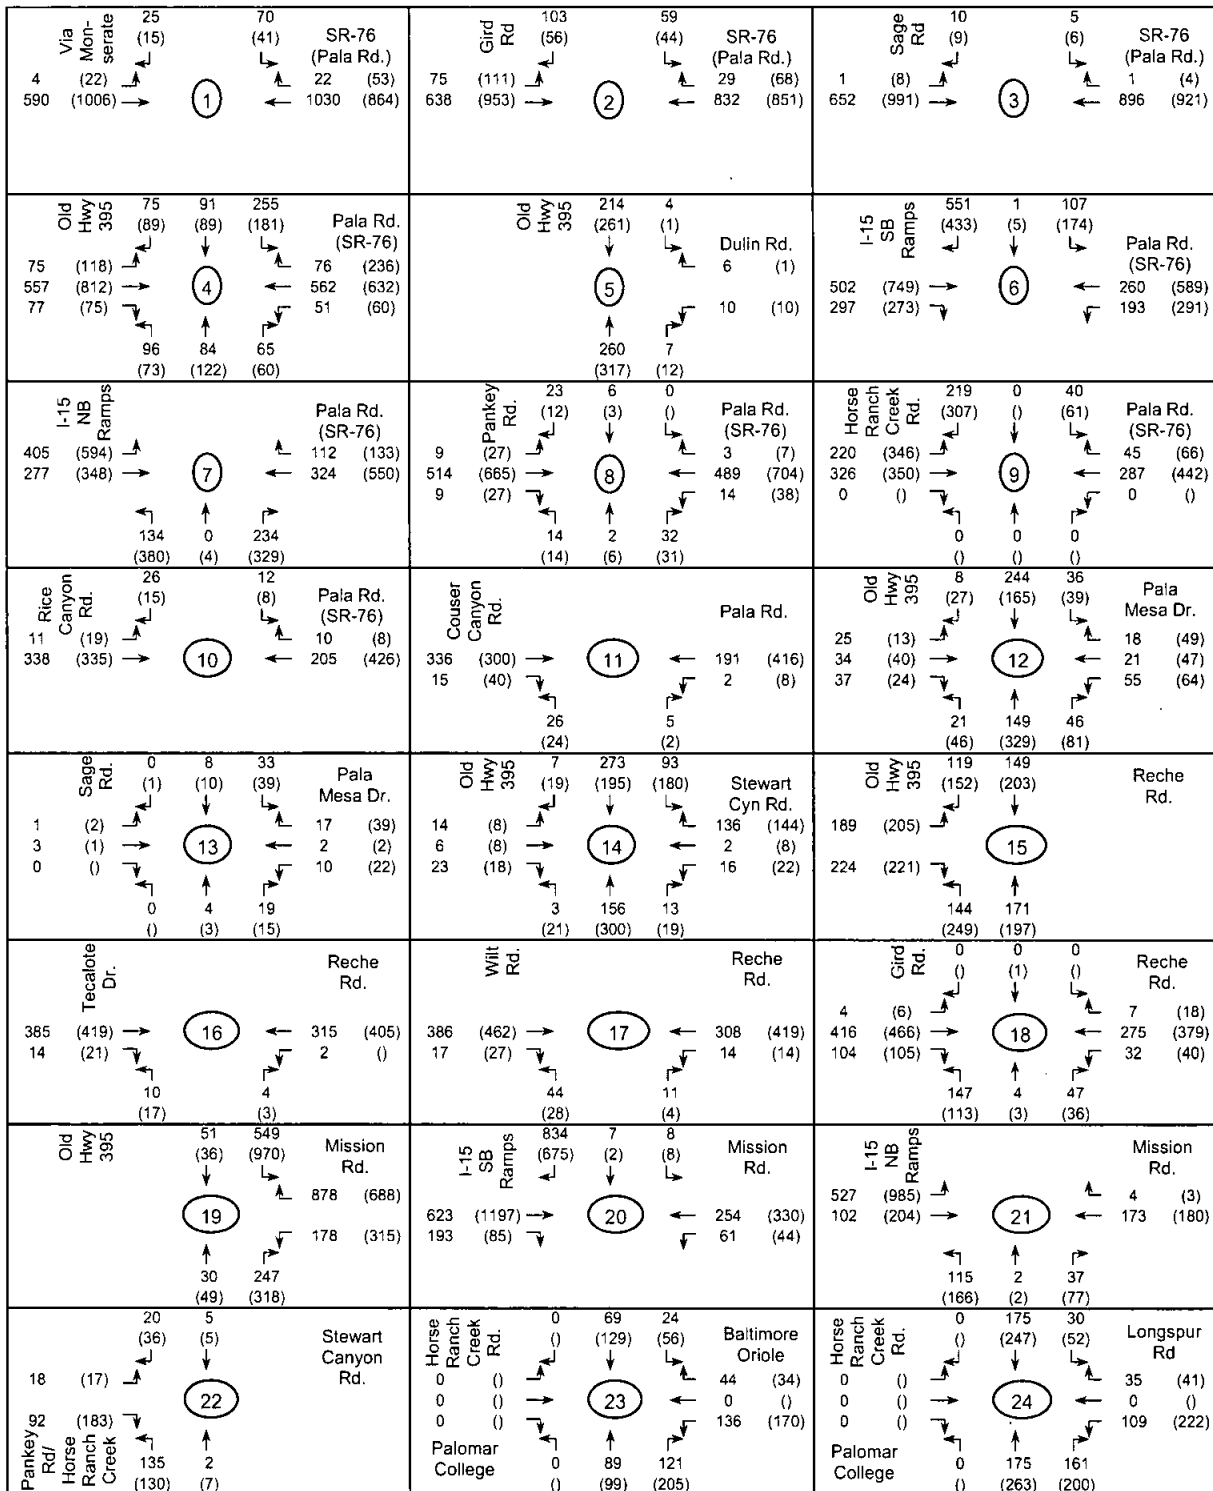 Via
Mon-
serate
25
(15)
70
(41)
SR-76
(Pala Rd.)
4 (22)
590 (1006)
1
22 (53)
1030 (864)
Gird
Rd
103
(56)
59
(44)
SR-76
(Pala Rd.)
75 (111)
638 (953)
2
29 (68)
832 (851)
Sage
Rd
10
(9)
5
(6)
SR-76
(Pala Rd.)
1 (8)
652 (991)
3
1 (4)
896 (921)
Old
Hwy
395
75 91 255
(89) (89) (181)
Pala Rd.
(SR-76)
75 (118)
557 (812)
77 (75)
4
76 (236)
562 (632)
51 (60)
96 84 65
(73) (122) (60)
Old
Hwy
395
214 4
(261) (1)
Dulin Rd.
5
6 (1)
10 (10)
260 7
(317) (12)
I-15
SB
Ramps
551 1 107
(433) (5) (174)
Pala Rd.
(SR-76)
502 (749)
297 (273)
6
260 (589)
193 (291)
I-15
NB
Ramps
Pala Rd.
(SR-76)
405 (594)
277 (348)
7
112 (133)
324 (550)
134 0 234
(380) (4) (329)
Pankey
Rd.
23 6 0
(12) (3) ()
Pala Rd.
(SR-76)
9 (27)
514 (665)
9 (27)
8
3 (7)
489 (704)
14 (38)
14 2 32
(14) (6) (31)
Horse
Ranch
Creek
Rd.
219 0 40
(307) () (61)
Pala Rd.
(SR-76)
220 (346)
326 (350)
0 ()
9
45 (66)
287 (442)
0 ()
0 0 0
() () ()
Rice
Canyon
Rd.
26 12
(15) (8)
Pala Rd.
(SR-76)
11 (19)
338 (335)
10
10 (8)
205 (426)
Couser
Canyon
Rd.
Pala Rd.
336 (300)
15 (40)
11
191 (416)
2 (8)
26 5
(24) (2)
Old
Hwy
395
8 244 36
(27) (165) (39)
Pala
Mesa Dr.
25 (13)
34 (40)
37 (24)
12
18 (49)
21 (47)
55 (64)
21 149 46
(46) (329) (81)
Sage
Rd.
0 8 33
(1) (10) (39)
Pala
Mesa Dr.
1 (2)
3 (1)
0 ()
13
17 (39)
2 (2)
10 (22)
0 4 19
() (3) (15)
Old
Hwy
395
7 273 93
(19) (195) (180)
Stewart
Cyn Rd.
14 (8)
6 (8)
23 (18)
14
136 (144)
2 (8)
16 (22)
3 156 13
(21) (300) (19)
Old
Hwy
395
119 149
(152) (203)
Reche
Rd.
189 (205)
224 (221)
15
144 171
(249) (197)
Tecalote
Dr.
Reche
Rd.
385 (419)
14 (21)
16
315 (405)
2 ()
10 4
(17) (3)
Wilt
Rd.
Reche
Rd.
386 (462)
17 (27)
17
308 (419)
14 (14)
44 11
(28) (4)
Gird
Rd.
0 0 0
() (1) ()
Reche
Rd.
4 (6)
416 (466)
104 (105)
18
7 (18)
275 (379)
32 (40)
147 4 47
(113) (3) (36)
Old
Hwy
395
51 549
(36) (970)
Mission
Rd.
19
878 (688)
178 (315)
30 247
(49) (318)
I-15
SB
Ramps
834 7 8
(675) (2) (8)
Mission
Rd.
623 (1197)
193 (85)
20
254 (330)
61 (44)
I-15
NB
Ramps
Mission
Rd.
527 (985)
102 (204)
21
4 (3)
173 (180)
115 2 37
(166) (2) (77)
20 5
(36) (5)
Stewart
Canyon
Rd.
18 (17)
92 (183)
22
Pankey
Rd/
Horse
Ranch
Creek
135 2
(130) (7)
Horse
Ranch
Creek
Rd.
0 69 24
() (129) (56)
Baltimore
Oriole
0 ()
0 ()
0 ()
23
44 (34)
0 ()
136 (170)
Palomar
College
0 89 121
() (99) (205)
Horse
Ranch
Creek
Rd.
0 175 30
() (247) (52)
Longspur
Rd
0 ()
0 ()
0 ()
24
35 (41)
0 ()
109 (222)
Palomar
College
0 175 161
() (263) (200)